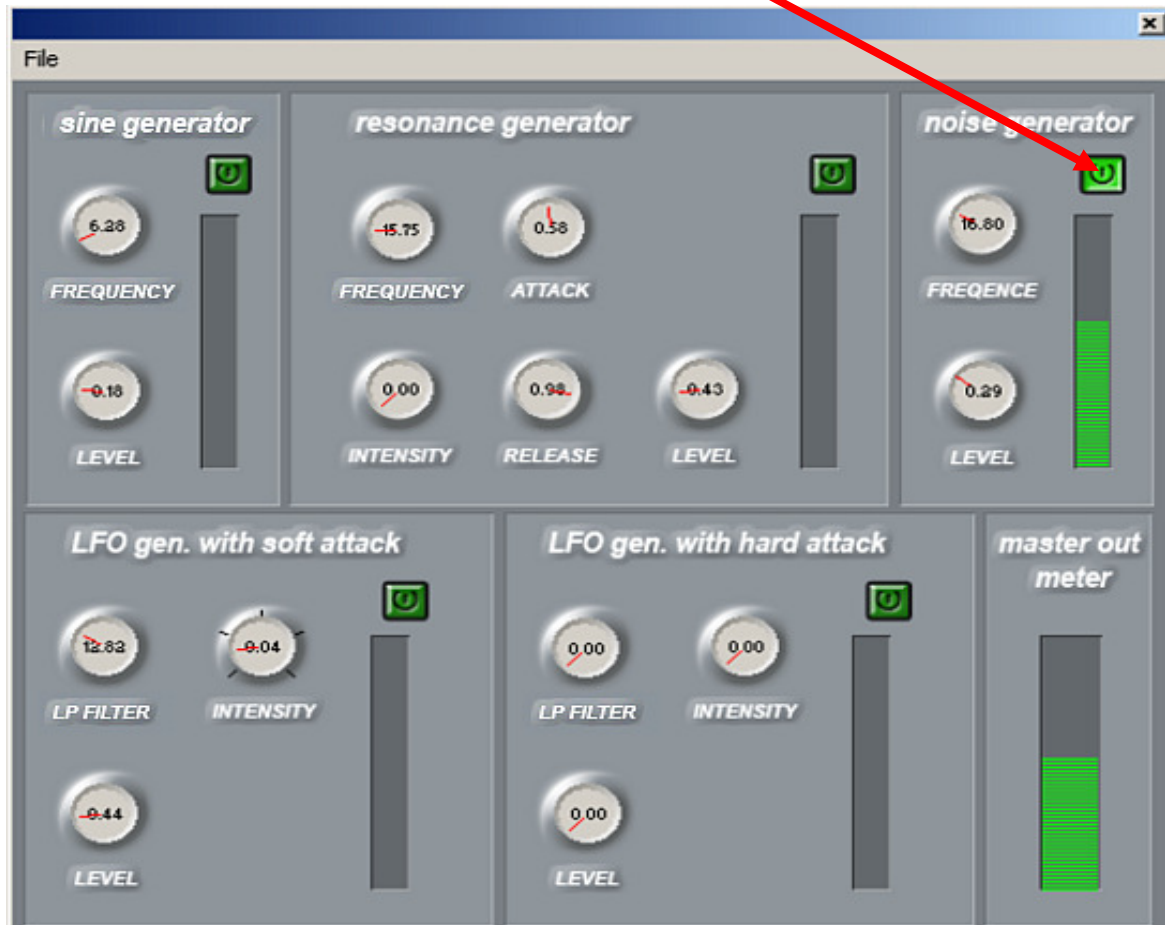 File
sine generator
6.28
FREQUENCY
0.18
LEVEL
resonance generator
15.75
0.58
FREQUENCY
ATTACK
0.00
0.98
0.43
INTENSITY
RELEASE
LEVEL
noise generator
16.80
FREQENCE
0.29
LEVEL
LFO gen. with soft attack
12.82
0.04
LP FILTER
INTENSITY
0.44
LEVEL
LFO gen. with hard attack
0.00
0.00
LP FILTER
INTENSITY
0.00
LEVEL
master out
meter